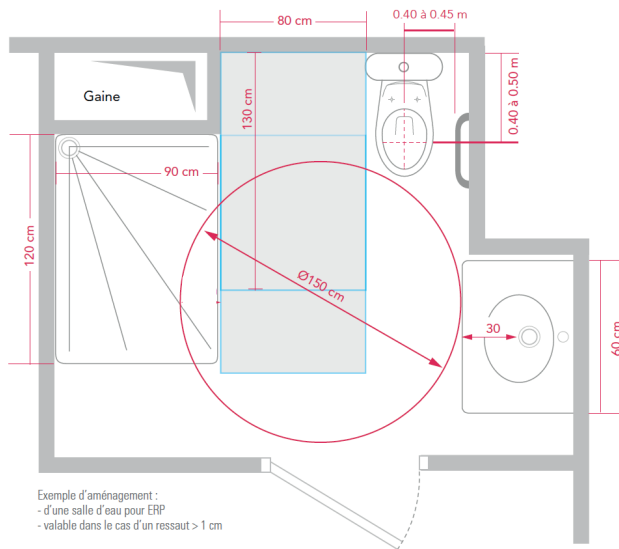 80 cm
0.40 à 0.45 m
Gaine
130 cm
0.40 à 0.50 m
90 cm
120 cm
Ø150 cm
30
60 cm
Exemple d'aménagement :
- d'une salle d'eau pour ERP
- valable dans le cas d'un ressaut > 1 cm